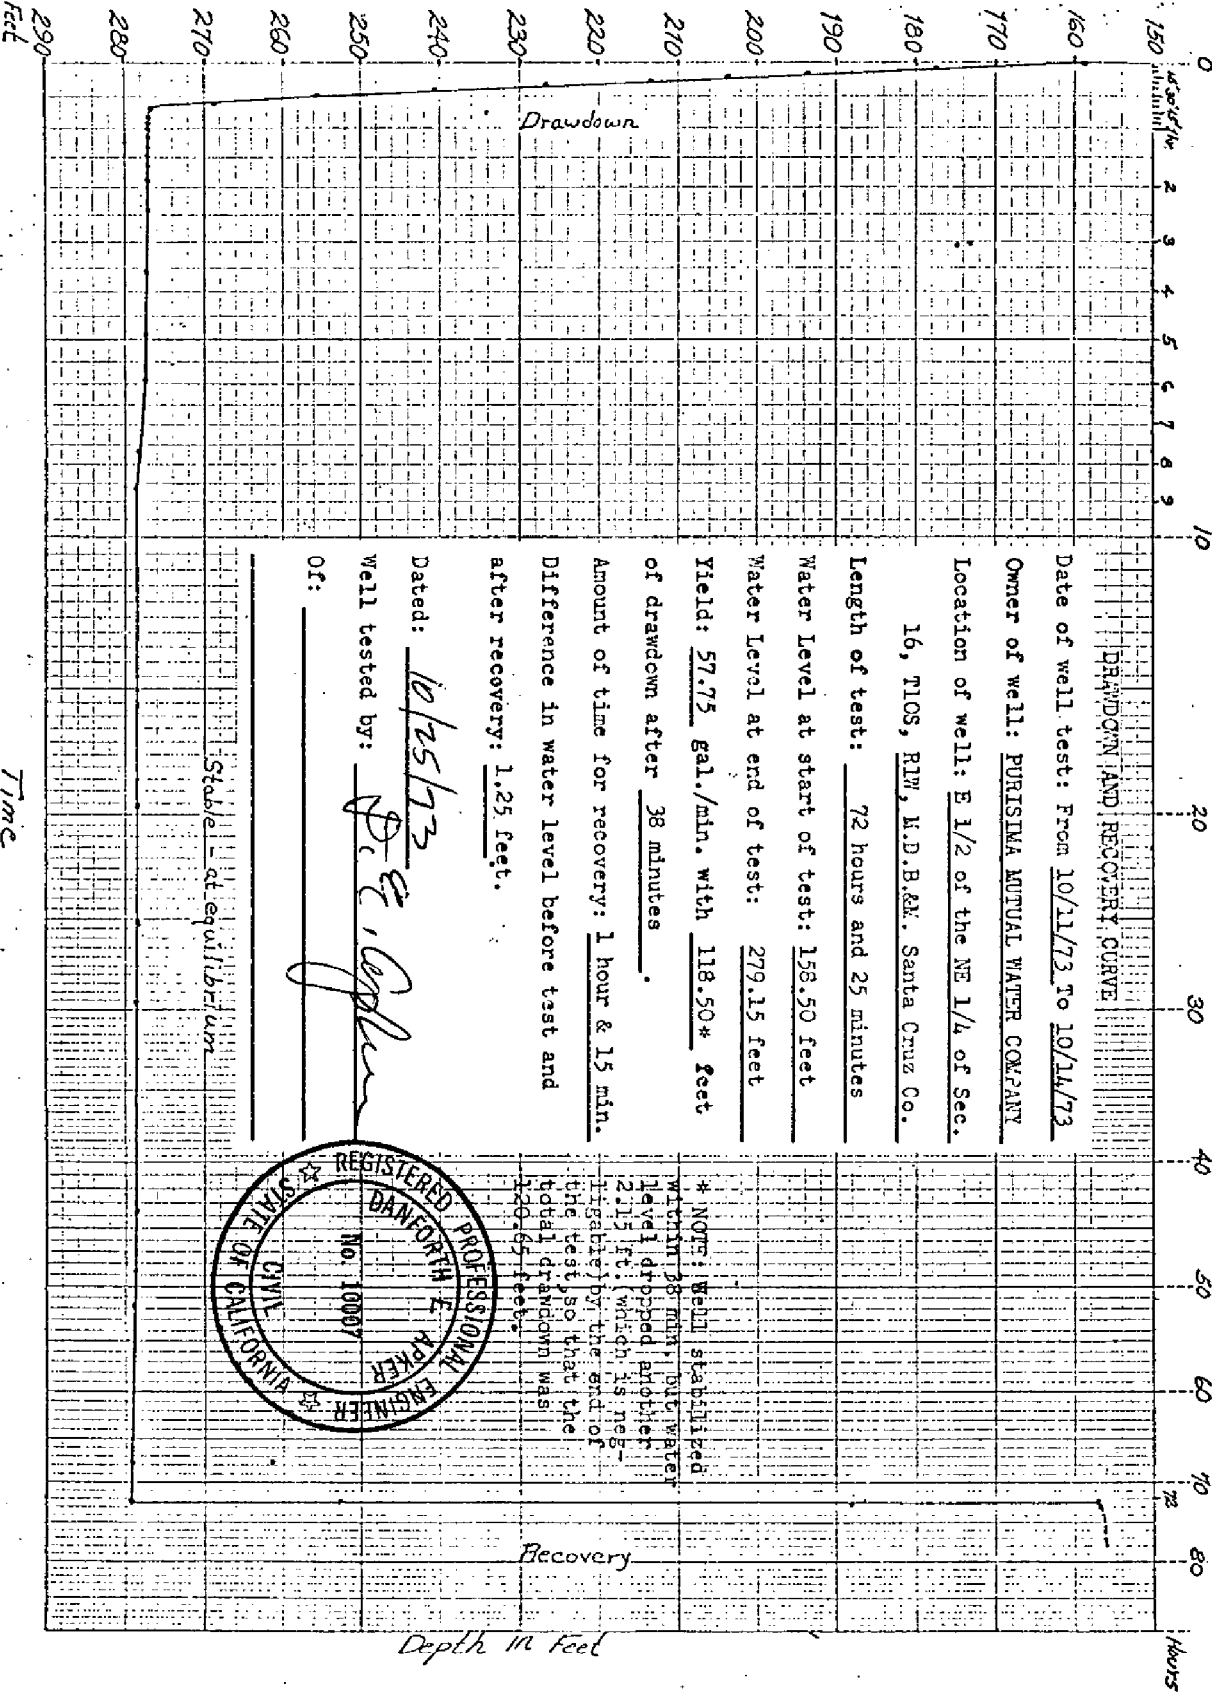 0 2 3 4 5 6 7 8 9 10 20 30 40 50 60 70 72 80 Hours
150
160
170
180
190
200
210
220
230
240
250
260
270
280
290
Feet
Drawdown
DRAWDOWN AND RECOVERY CURVE
Date of well test: From 10/11/73 To 10/14/73
Owner of well: PURISIMA MUTUAL WATER COMPANY
Location of well: E 1/2 of the NE 1/4 of Sec.
16, T10S, R1W, M.D.B.&M. Santa Cruz Co.
Length of test: 72 hours and 25 minutes
Water Level at start of test: 158.50 feet
Water Level at end of test: 279.15 feet
Yield: 57.75 gal./min. with 118.50* feet
of drawdown after 38 minutes .
Amount of time for recovery: 1 hour & 15 min.
Difference in water level before test and
after recovery: 1.25 feet.
Dated: 10/25/73
Well tested by:
Of:
* NOTE: Well stabilized
within 38 min. but water
level dropped another
2.15 ft. (which is neg-
ligable) by the end of
the test, so that the
total drawdown was
120.65 feet.
REGISTERED PROFESSIONAL ENGINEER
DANFORTH E APKER
No. 10007
CIVIL
STATE OF CALIFORNIA
Stable - at equilibrium
Recovery
Depth in Feet
Time